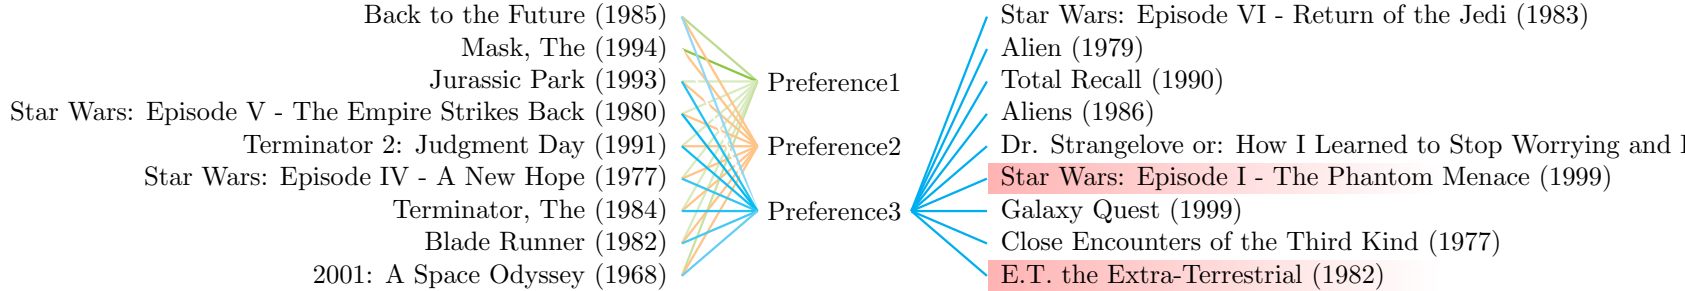 Back to the Future (1985)
Mask, The (1994)
Jurassic Park (1993)
Star Wars: Episode V - The Empire Strikes Back (1980)
Terminator 2: Judgment Day (1991)
Star Wars: Episode IV - A New Hope (1977)
Terminator, The (1984)
Blade Runner (1982)
2001: A Space Odyssey (1968)
Preference1
Preference2
Preference3
Star Wars: Episode VI - Return of the Jedi (1983)
Alien (1979)
Total Recall (1990)
Aliens (1986)
Dr. Strangelove or: How I Learned to Stop Worrying and
Star Wars: Episode I - The Phantom Menace (1999)
Galaxy Quest (1999)
Close Encounters of the Third Kind (1977)
E.T. the Extra-Terrestrial (1982)